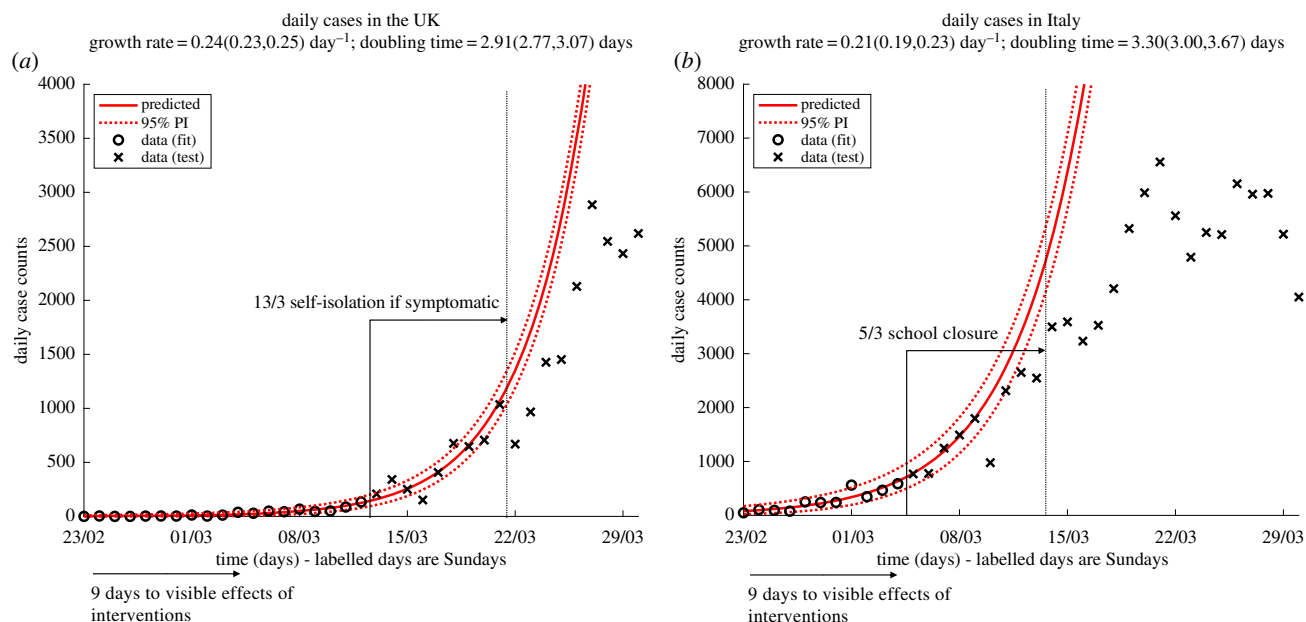 daily cases in the UK
growth rate = 0.24(0.23,0.25) day⁻¹; doubling time = 2.91(2.77,3.07) days
(a)
4000
3500
3000
2500
2000
1500
1000
500
0
daily case counts
predicted
95% PI
data (fit)
data (test)
13/3 self-isolation if symptomatic
23/02 01/03 08/03 15/03 22/03 29/03
time (days) - labelled days are Sundays
9 days to visible effects of
interventions
daily cases in Italy
growth rate = 0.21(0.19,0.23) day⁻¹; doubling time = 3.30(3.00,3.67) days
(b)
8000
7000
6000
5000
4000
3000
2000
1000
0
daily case counts
predicted
95% PI
data (fit)
data (test)
5/3 school closure
23/02 01/03 08/03 15/03 22/03 29/03
time (days) - labelled days are Sundays
9 days to visible effects of
interventions